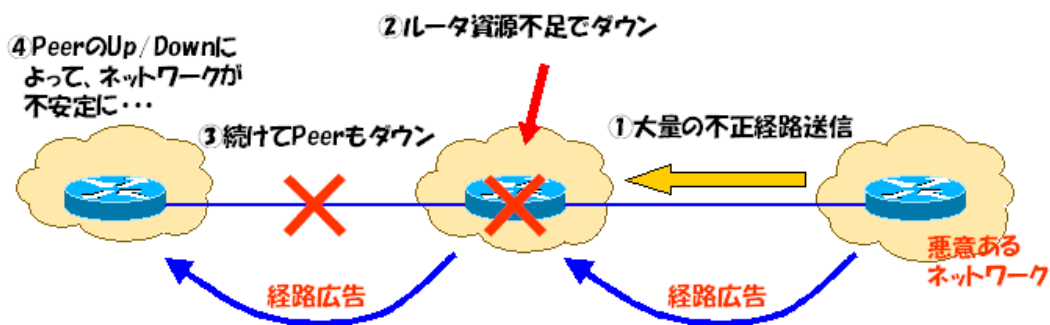 ②ルータ資源不足でダウン
④PeerのUp/Downに
よって、ネットワークが
不安定に・・・
③続けてPeerもダウン
①大量の不正経路送信
悪意ある
ネットワーク
経路広告
経路広告